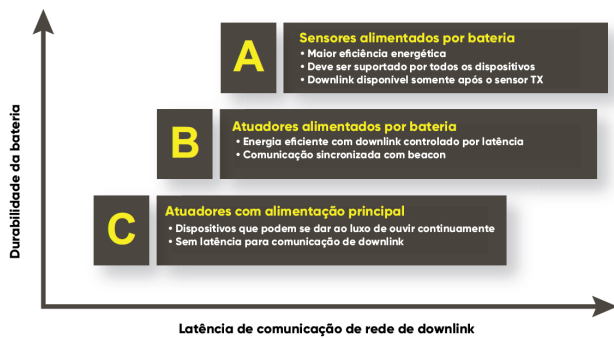 Durabilidade da bateria
A
Sensores alimentados por bateria
• Maior eficiência energética
• Deve ser suportado por todos os dispositivos
• Downlink disponível somente após o sensor TX
B
Atuadores alimentados por bateria
• Energia eficiente com downlink controlado por latência
• Comunicação sincronizada com beacon
C
Atuadores com alimentação principal
• Dispositivos que podem se dar ao luxo de ouvir continuamente
• Sem latência para comunicação de downlink
Latência de comunicação de rede de downlink